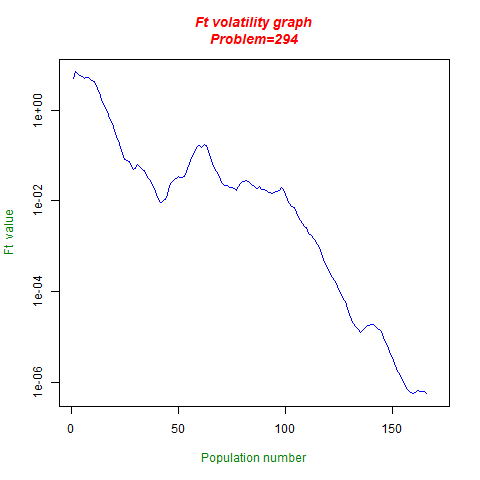 Ft volatility graph
Problem=294
1e+00
1e-02
1e-04
1e-06
Ft value
0
50
100
150
Population number